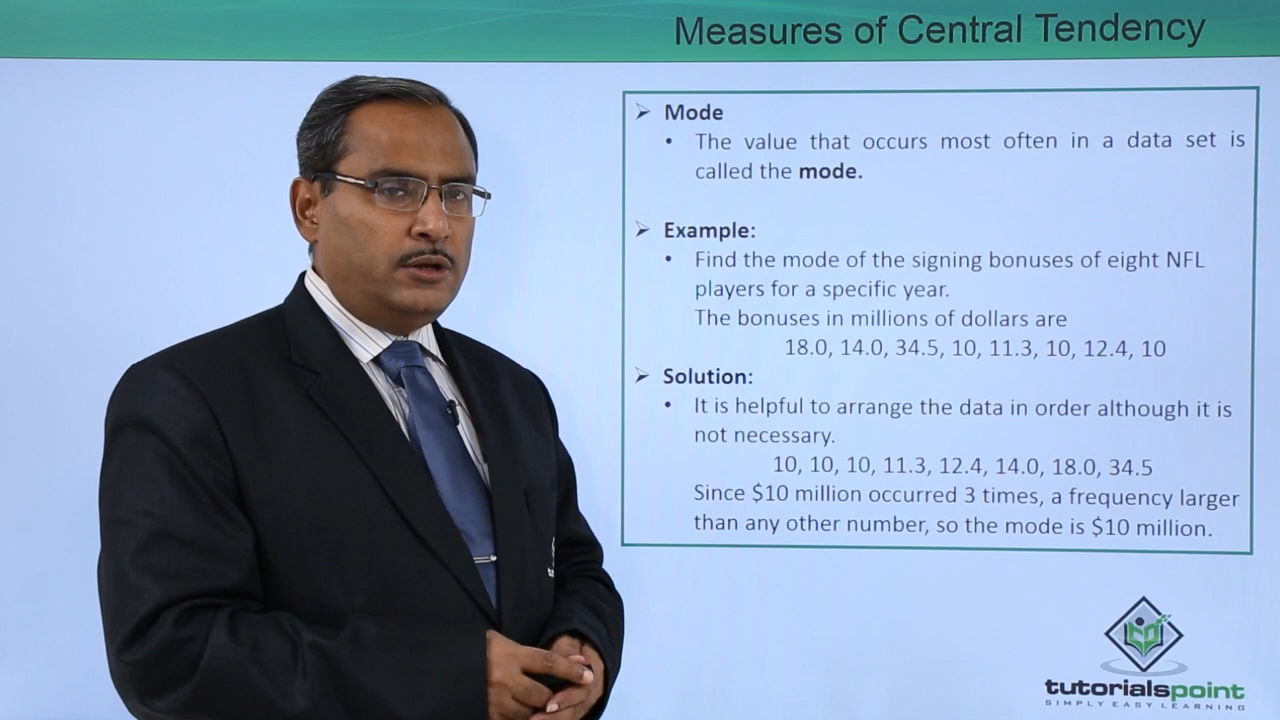 Measures of Central Tendency
➢ Mode
• The value that occurs most often in a data set is
called the mode.
➢ Example:
• Find the mode of the signing bonuses of eight NFL
players for a specific year.
The bonuses in millions of dollars are
18.0, 14.0, 34.5, 10, 11.3, 10, 12.4, 10
➢ Solution:
• It is helpful to arrange the data in order although it is
not necessary.
10, 10, 10, 11.3, 12.4, 14.0, 18.0, 34.5
Since $10 million occurred 3 times, a frequency larger
than any other number, so the mode is $10 million.
tutorialspoint
SIMPLY EASY LEARNING